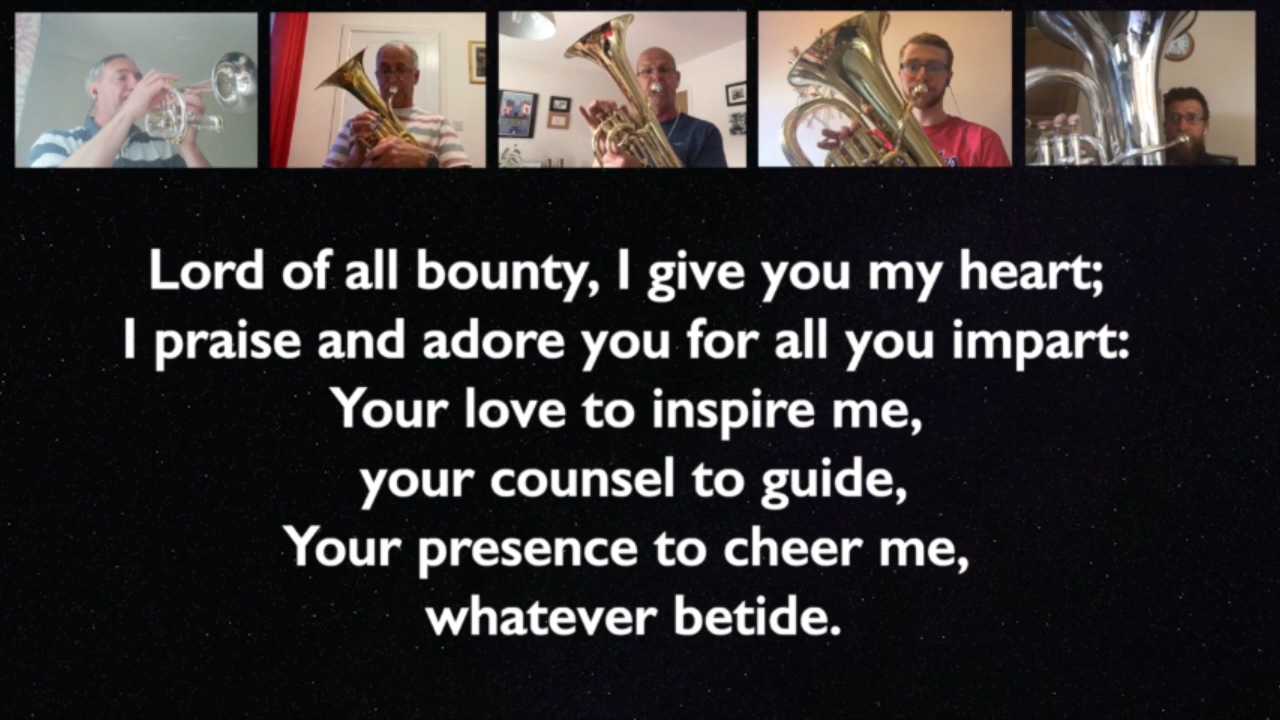 Lord of all bounty, I give you my heart;
I praise and adore you for all you impart:
Your love to inspire me,
your counsel to guide,
Your presence to cheer me,
whatever betide.